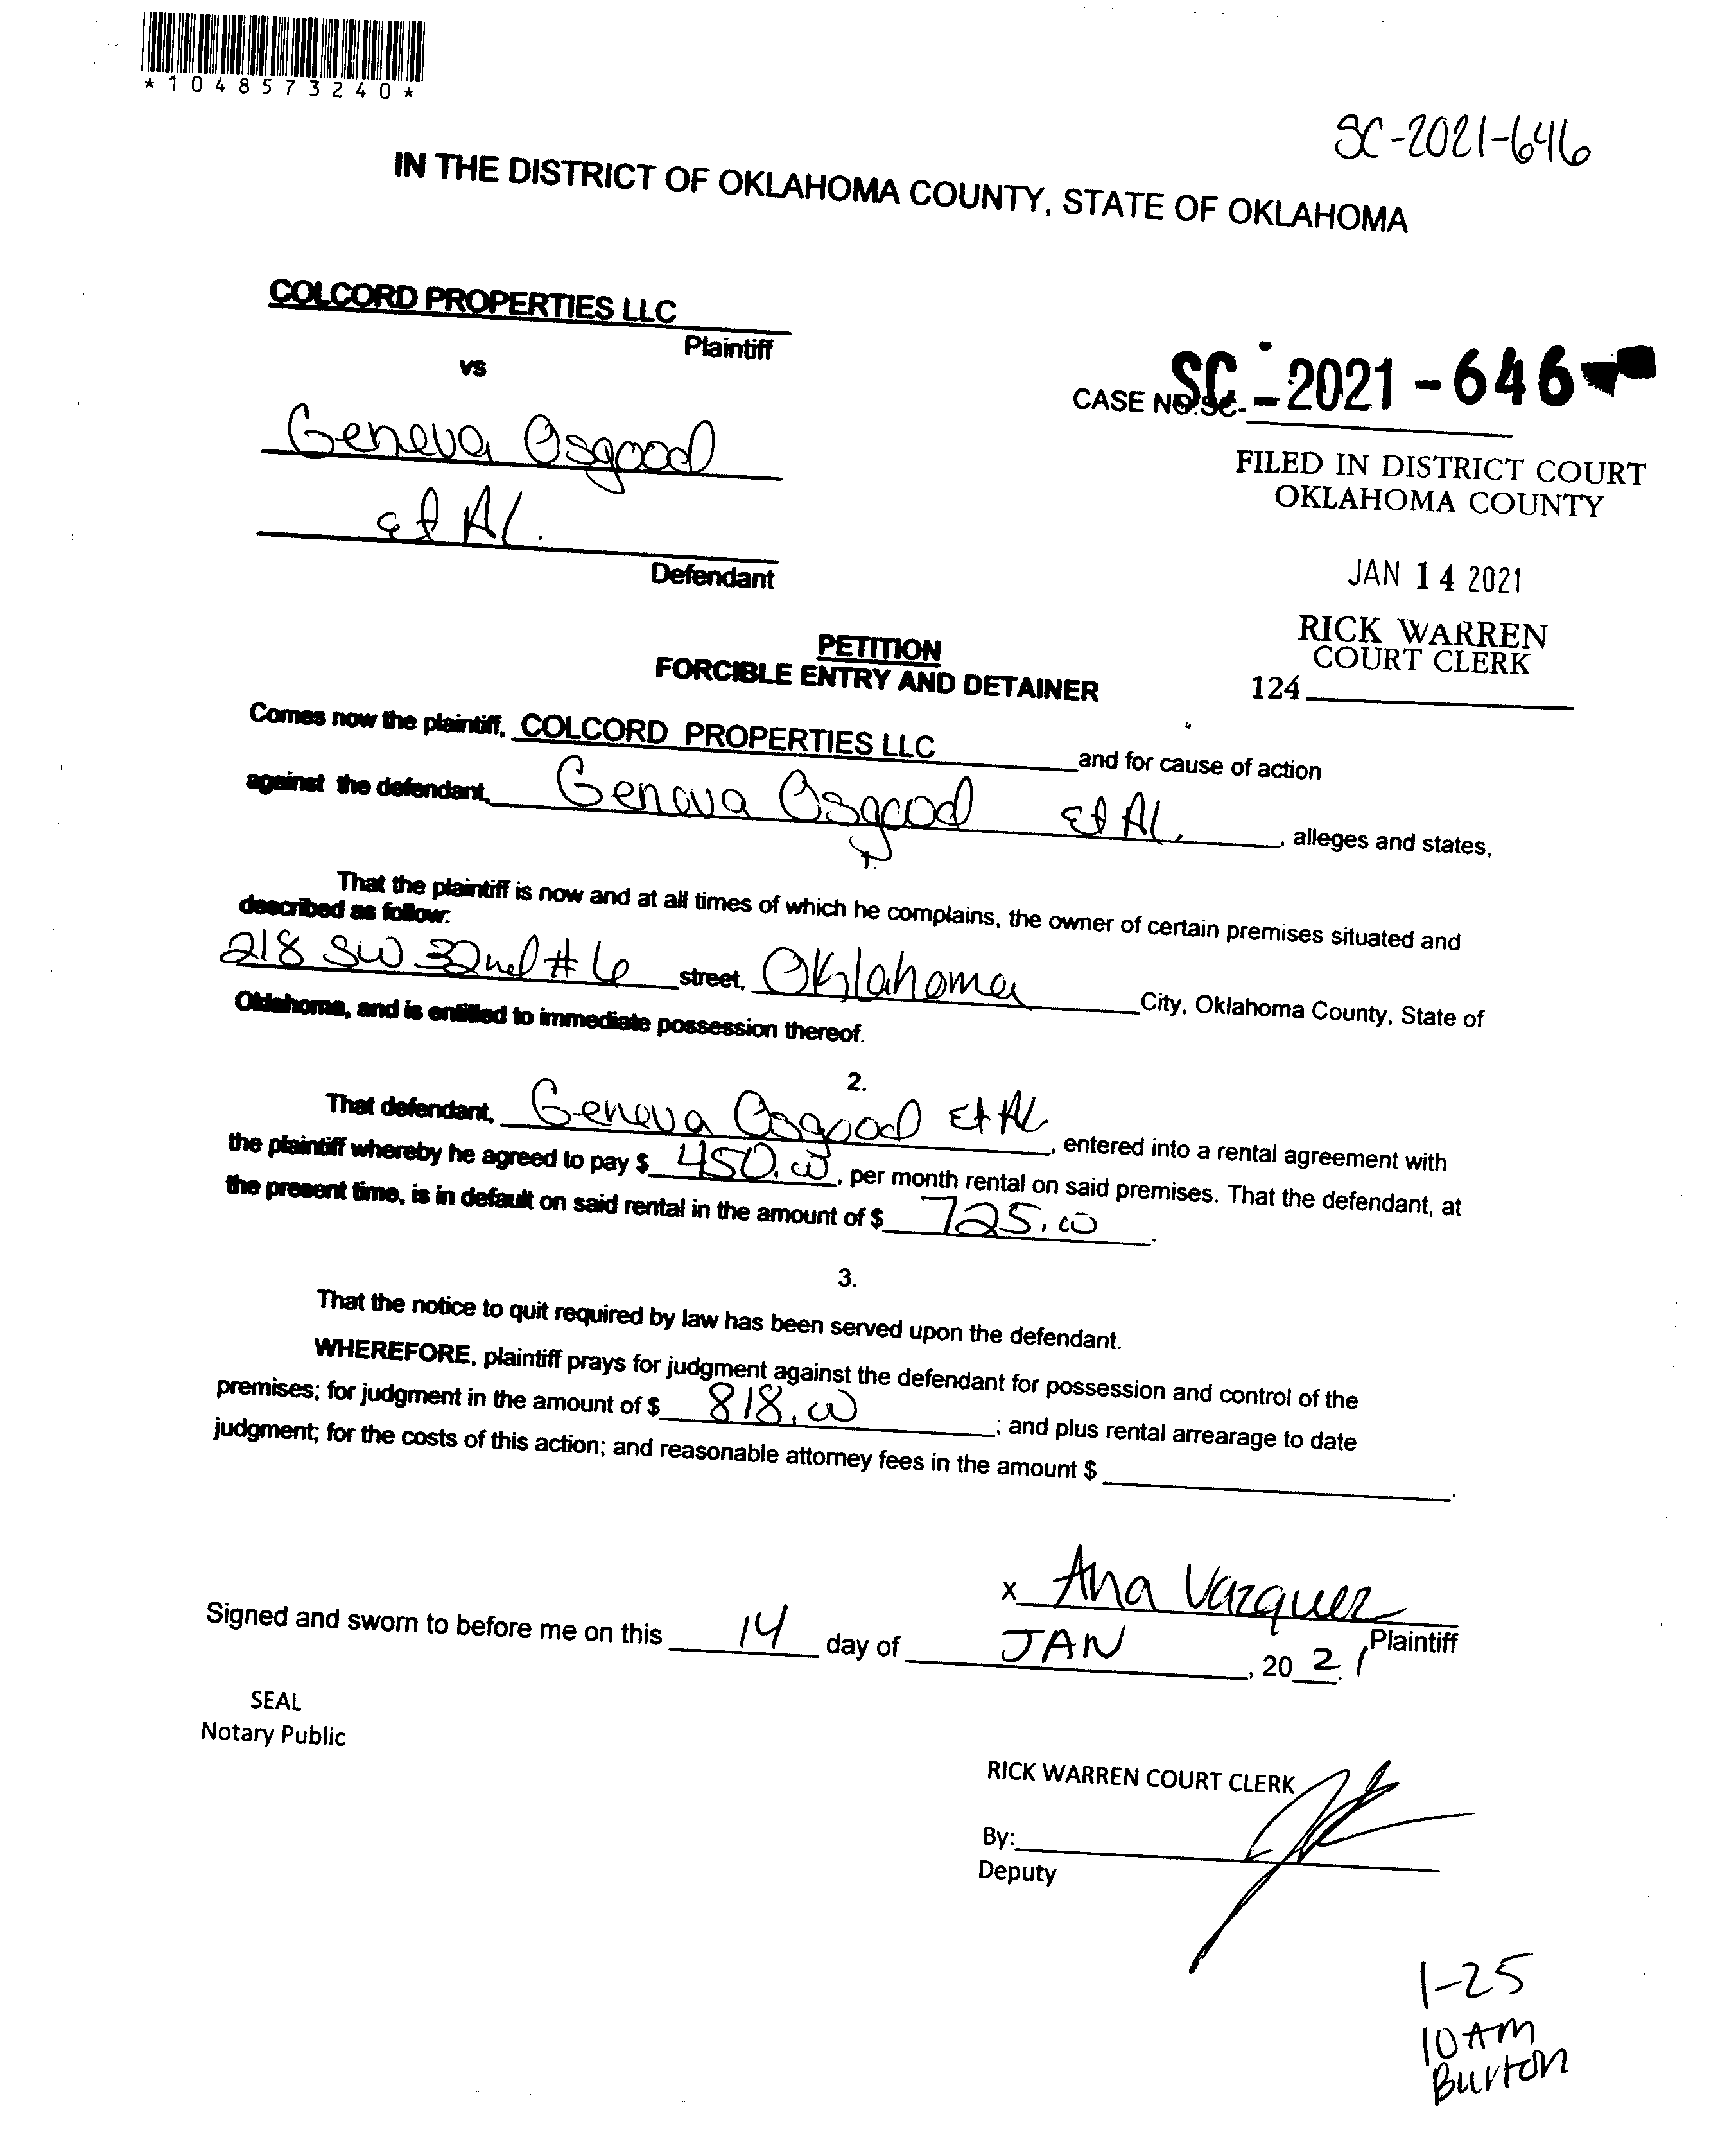 *1048573240*
SC-2021-646
IN THE DISTRICT OF OKLAHOMA COUNTY, STATE OF OKLAHOMA
COLCORD PROPERTIES LLC
Plaintiff
vs
CASE NO.SC- SC - 2021 - 646
Geneva Osgood
et Al.
Defendant
FILED IN DISTRICT COURT
OKLAHOMA COUNTY
JAN 14 2021
RICK WARREN
COURT CLERK
124
PETITION
FORCIBLE ENTRY AND DETAINER
Comes now the plaintiff, COLCORD PROPERTIES LLC and for cause of action
against the defendant, Geneva Osgood Et Al. , alleges and states,
1.
That the plaintiff is now and at all times of which he complains, the owner of certain premises situated and
described as follow:
218 SW 32nd #6 street, Oklahoma City, Oklahoma County, State of
Oklahoma, and is entitled to immediate possession thereof.
2.
That defendant, Geneva Osgood Et AL , entered into a rental agreement with
the plaintiff whereby he agreed to pay $ 450.00 , per month rental on said premises. That the defendant, at
the present time, is in default on said rental in the amount of $ 725.00 .
3.
That the notice to quit required by law has been served upon the defendant.
WHEREFORE, plaintiff prays for judgment against the defendant for possession and control of the
premises; for judgment in the amount of $ 818.00 ; and plus rental arrearage to date
judgment; for the costs of this action; and reasonable attorney fees in the amount $ .
x Ana Vazquez
Plaintiff
Signed and sworn to before me on this 14 day of JAN , 20 21.
SEAL
Notary Public
RICK WARREN COURT CLERK
By:
Deputy
1-25
10 AM
Burton